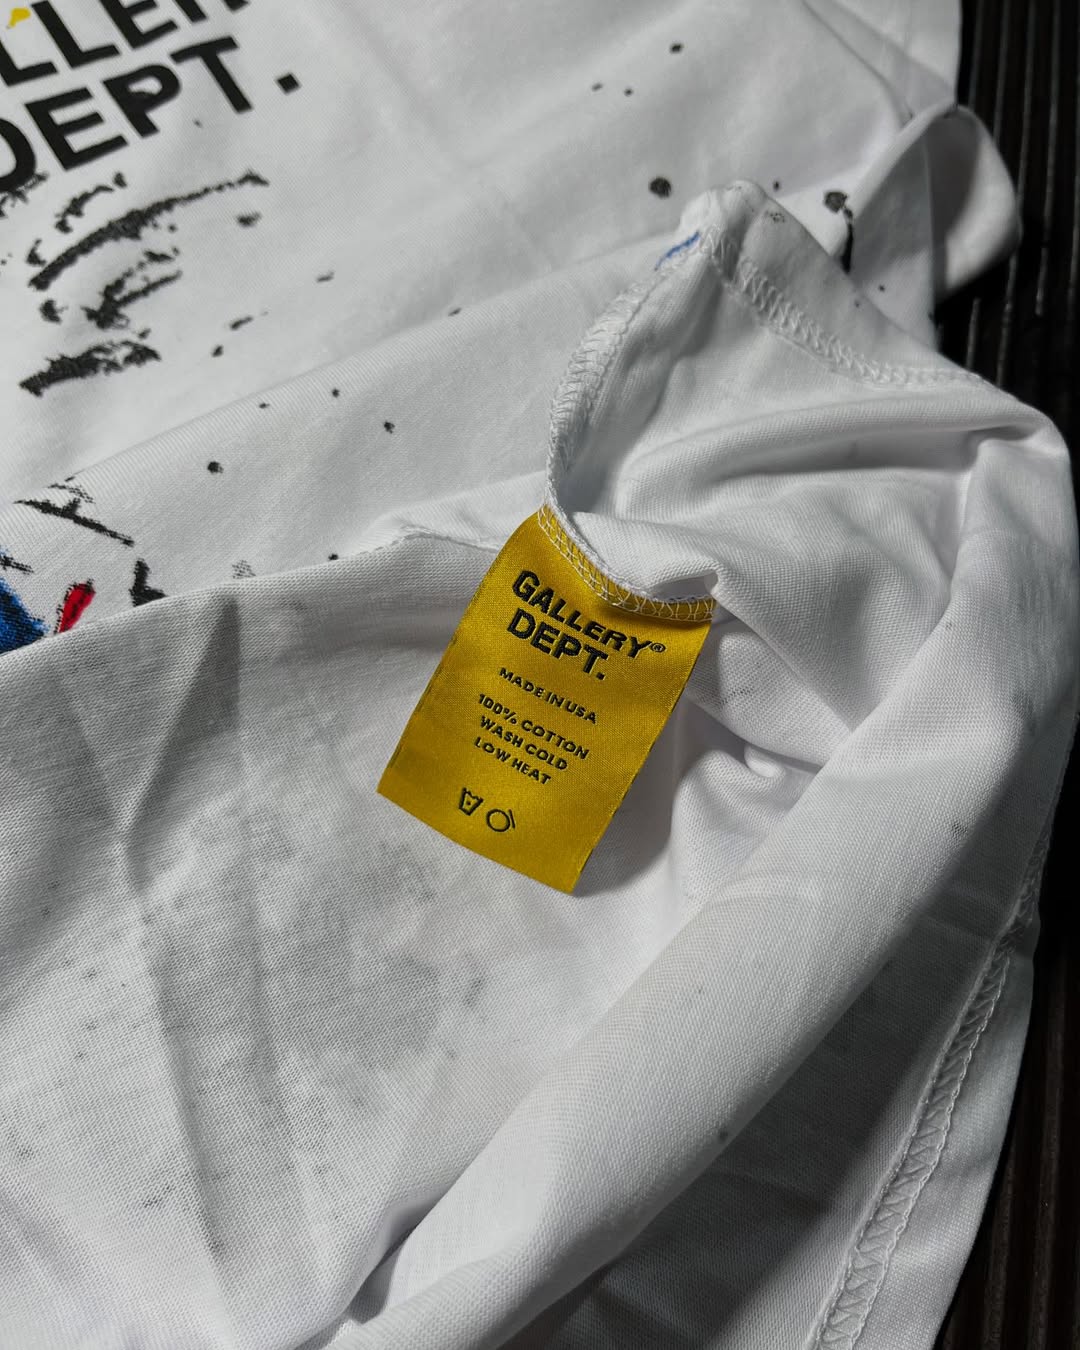 DEPT.
GALLERY®
DEPT.
MADE IN USA
100% COTTON
WASH COLD
LOW HEAT